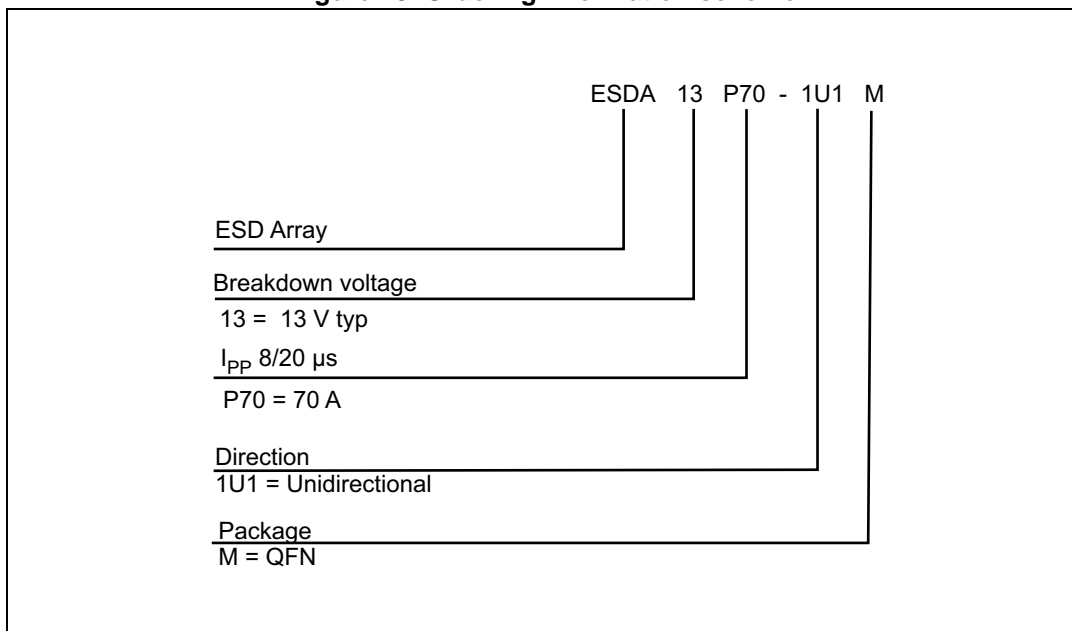 ESDA 13 P70 - 1U1 M
ESD Array
Breakdown voltage
13 = 13 V typ
IPP 8/20 µs
P70 = 70 A
Direction
1U1 = Unidirectional
Package
M = QFN